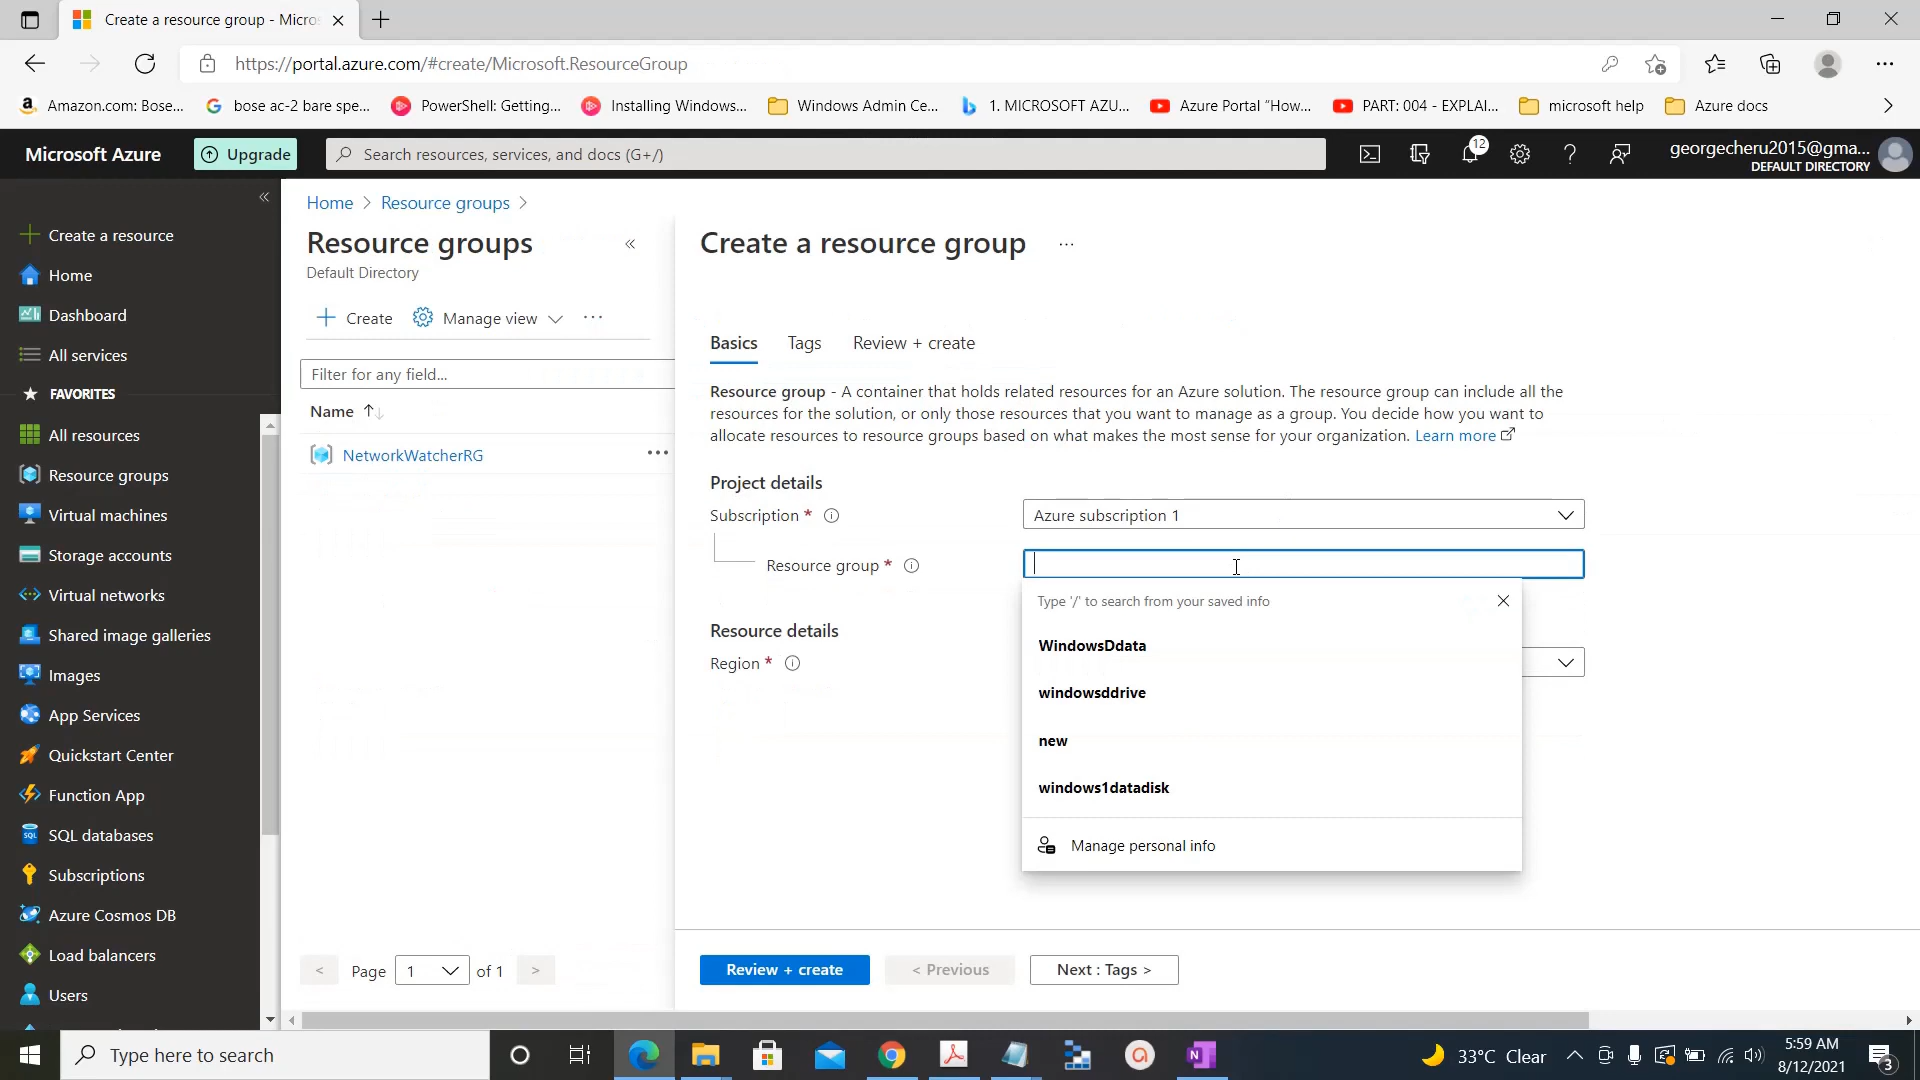 Create a resource group - Micros
https://portal.azure.com/#create/Microsoft.ResourceGroup
Amazon.com: Bose... bose ac-2 bare spe... PowerShell: Getting... Installing Windows... Windows Admin Ce... 1. MICROSOFT AZU... Azure Portal "How... PART: 004 - EXPLAI... microsoft help Azure docs
Microsoft Azure Upgrade Search resources, services, and docs (G+/) 12 georgecheru2015@gma...
DEFAULT DIRECTORY
Create a resource
Home
Dashboard
All services
FAVORITES
All resources
Resource groups
Virtual machines
Storage accounts
Virtual networks
Shared image galleries
Images
App Services
Quickstart Center
Function App
SQL databases
Subscriptions
Azure Cosmos DB
Load balancers
Users
Home > Resource groups >
Resource groups
Default Directory
Create Manage view ...
Filter for any field...
Name
NetworkWatcherRG ...
< Page 1 of 1 >
Create a resource group ...
Basics Tags Review + create
Resource group - A container that holds related resources for an Azure solution. The resource group can include all the
resources for the solution, or only those resources that you want to manage as a group. You decide how you want to
allocate resources to resource groups based on what makes the most sense for your organization. Learn more
Project details
Subscription * Azure subscription 1
Resource group *
Type '/' to search from your saved info
WindowsDdata
windowsddrive
new
windows1datadisk
Manage personal info
Resource details
Region *
Review + create < Previous Next : Tags >
Type here to search 33°C Clear 5:59 AM
8/12/2021
3